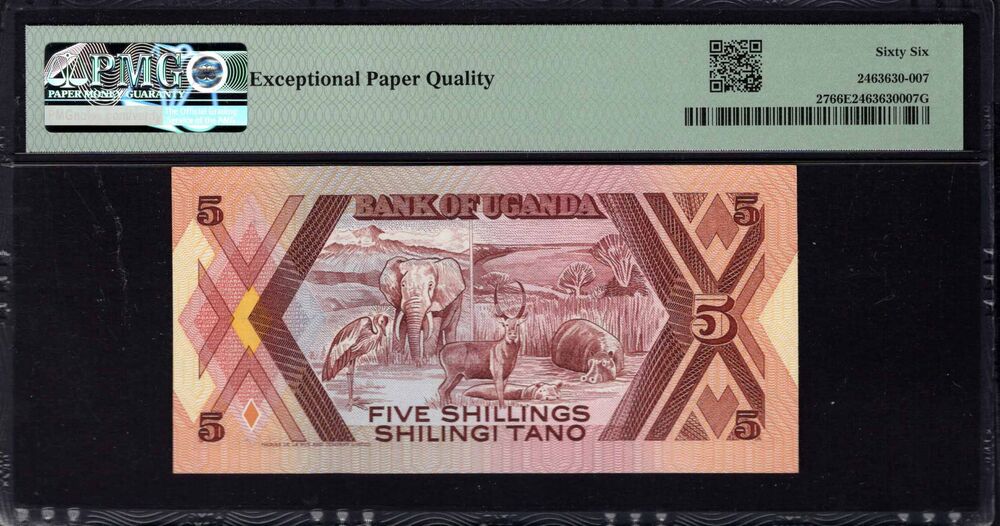 PMG
PAPER MONEY GUARANTY
Exceptional Paper Quality
Sixty Six
2463630-007
2766E2463630007G
BANK OF UGANDA
5
5
5
5
5
FIVE SHILLINGS
SHILINGI TANO